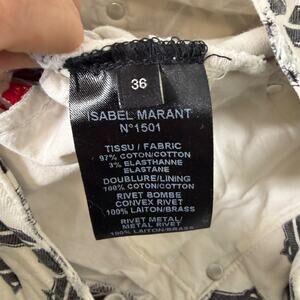 36
ISABEL MARANT
N°1501
TISSU / FABRIC
97% COTON/COTTON
3% ELASTHANNE
ELASTANE
DOUBLURE/LINING
100% COTON/COTTON
RIVET BOMBE
CONVEX RIVET
100% LAITON/BRASS
RIVET METAL/
METAL RIVET
100% LAITON/BRASS